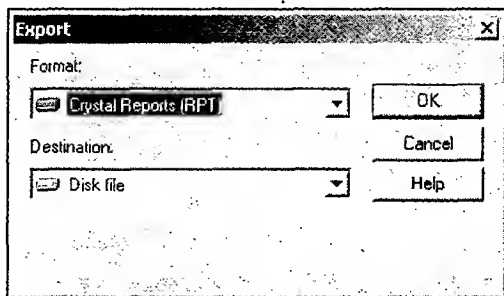 Export
Format:
Crystal Reports (RPT)
OK
Cancel
Destination:
Disk file
Help